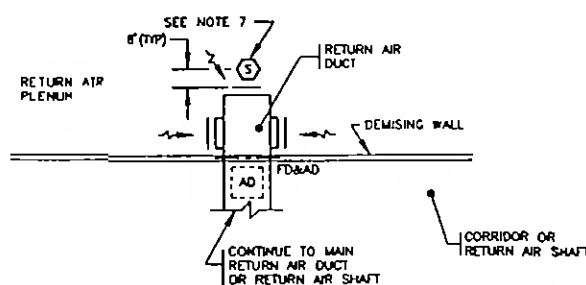 SEE NOTE 7
8"(TYP)
S
RETURN AIR
DUCT
RETURN AIR
PLENUM
DEMISING WALL
FD&AD
AD
CONTINUE TO MAIN
RETURN AIR DUCT
OR RETURN AIR SHAFT
CORRIDOR OR
RETURN AIR SHAFT